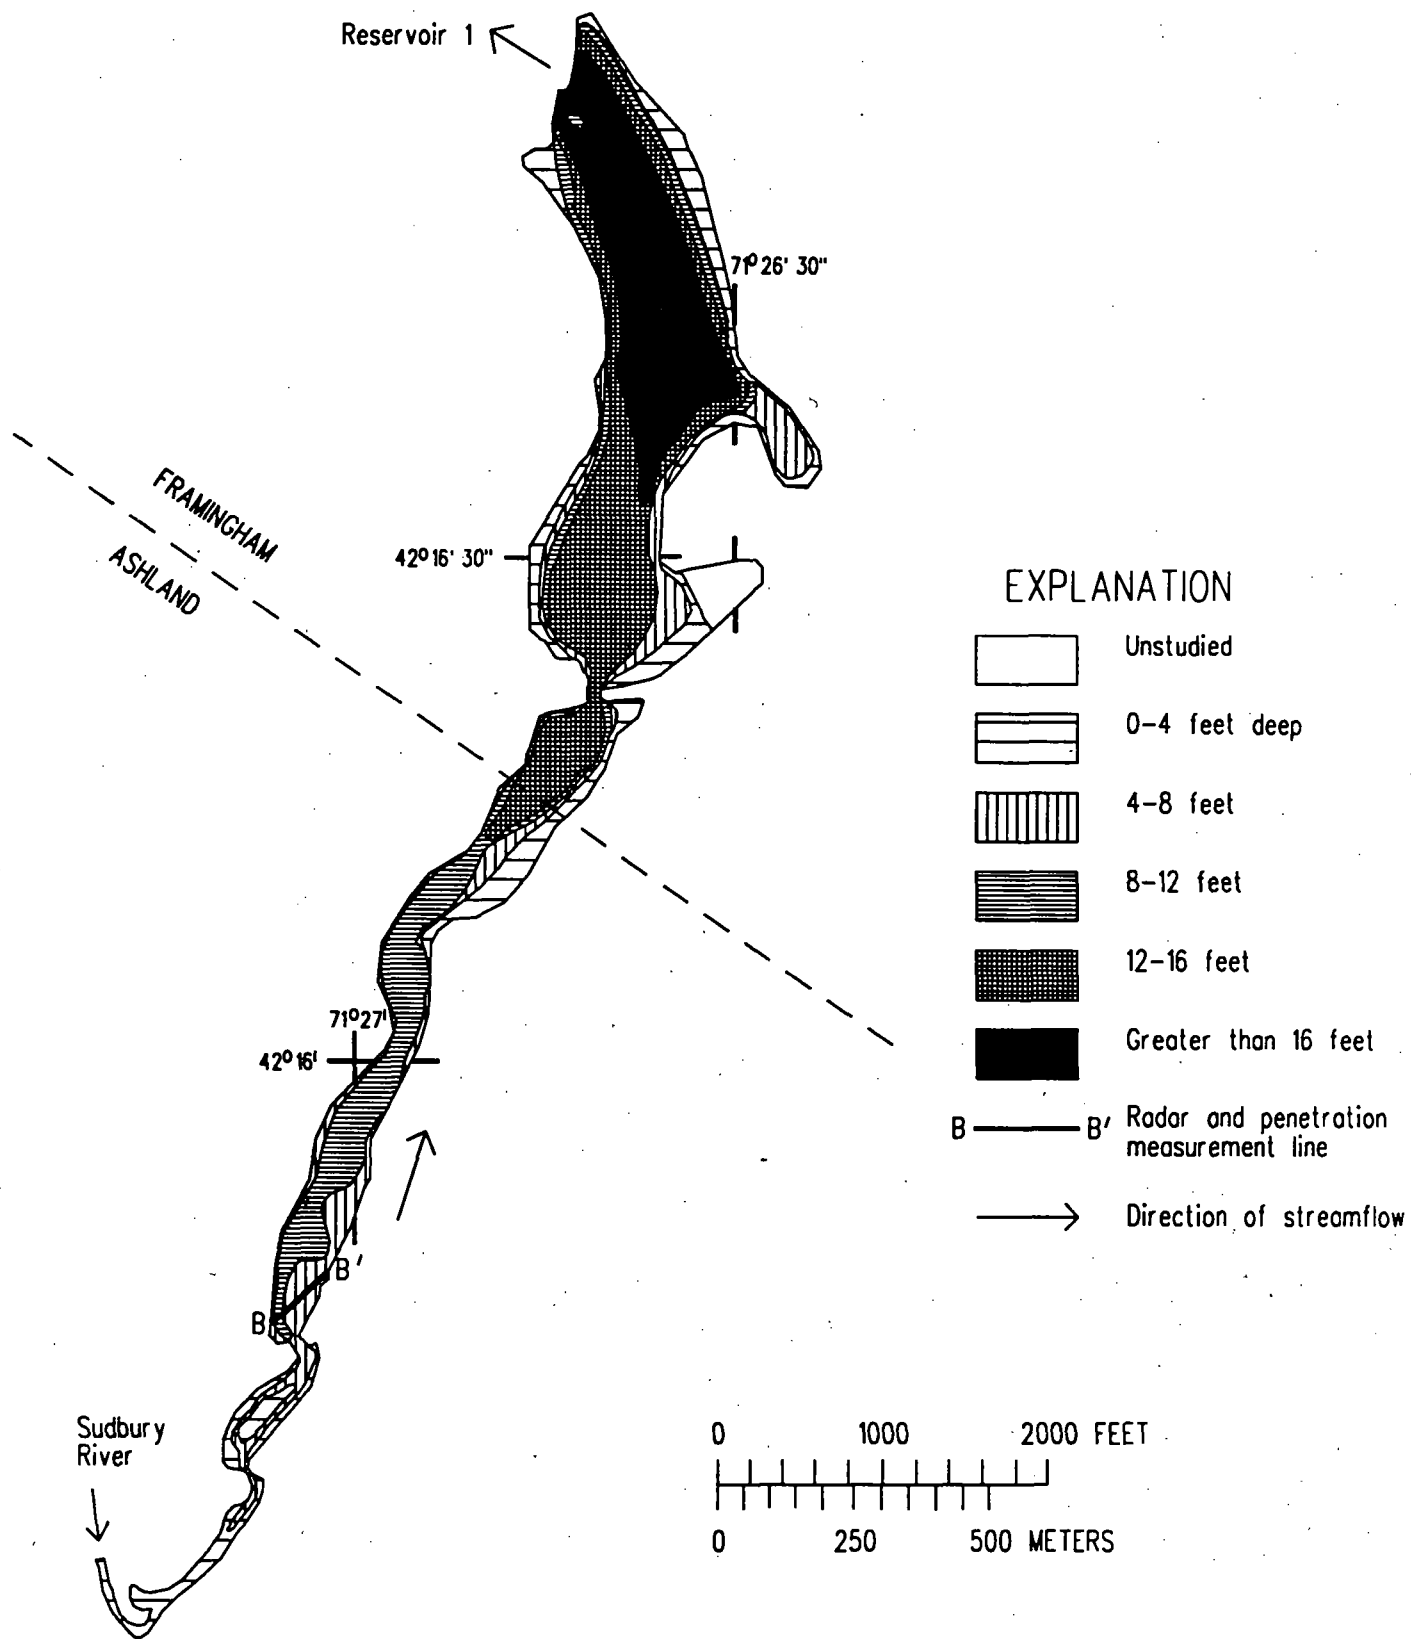 Reservoir 1
71° 26' 30"
FRAMINGHAM
ASHLAND
42° 16' 30"
EXPLANATION
Unstudied
0-4 feet deep
4-8 feet
8-12 feet
12-16 feet
71° 27'
42° 16'
Greater than 16 feet
B B' Radar and penetration
measurement line
Direction of streamflow
B'
B
Sudbury
River
0 1000 2000 FEET
0 250 500 METERS